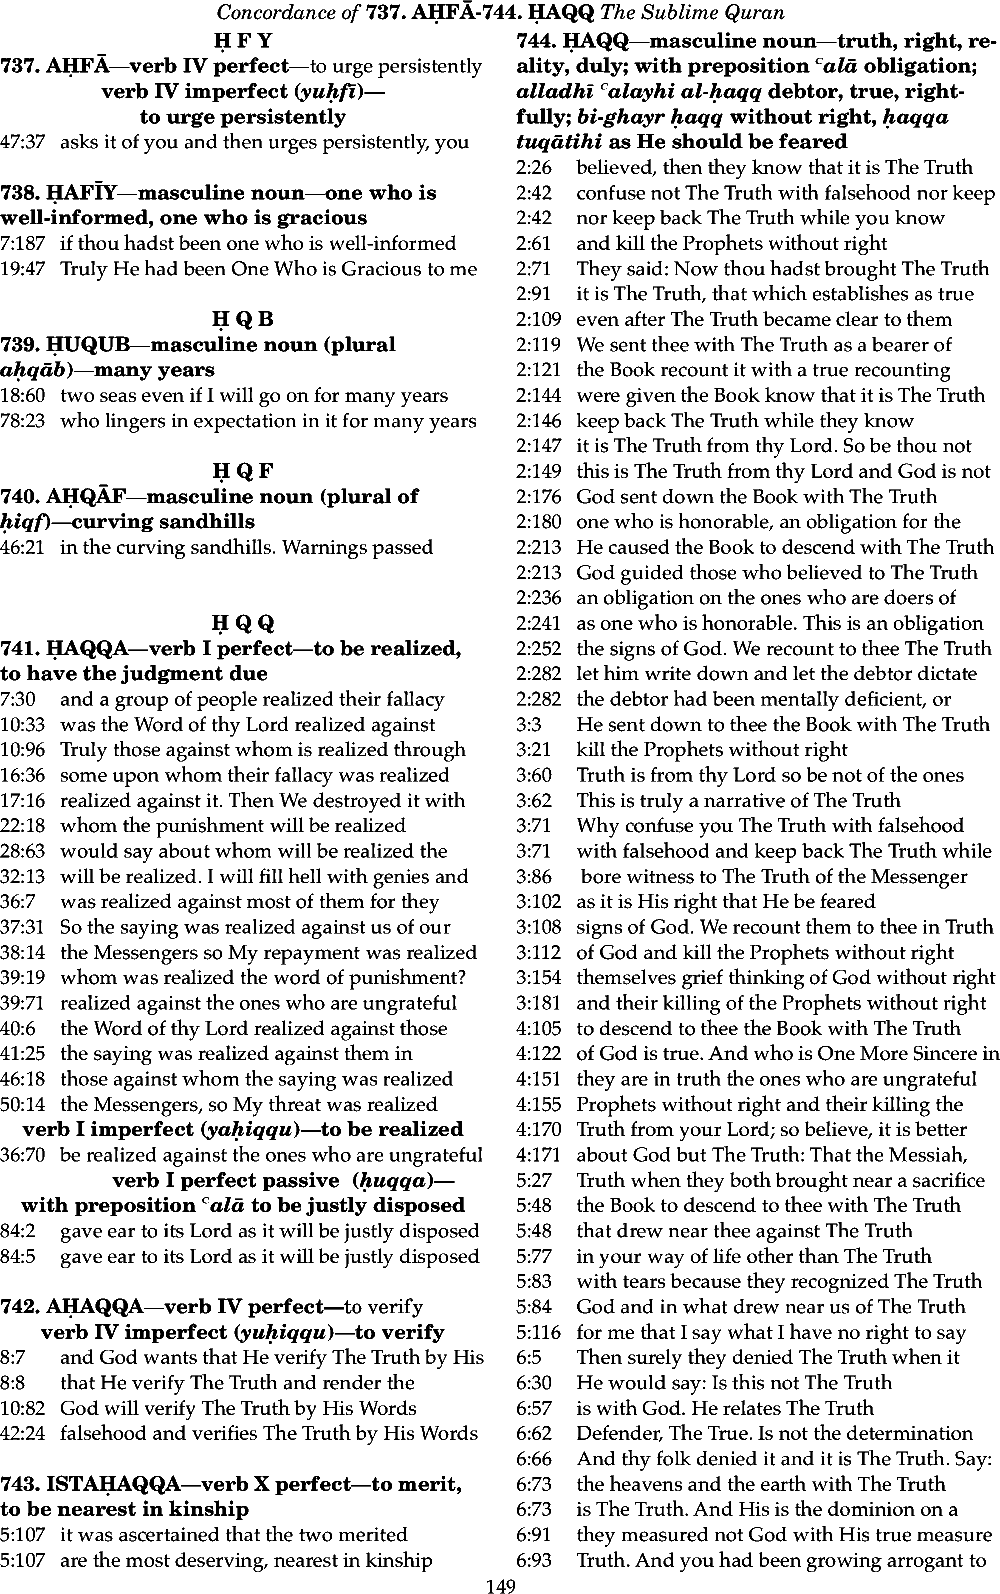 Concordance of 737. AḤFĀ-744. ḤAQQ The Sublime Quran
Ḥ F Y
737. AḤFĀ—verb IV perfect—to urge persistently
verb IV imperfect (yuḥfī)—
to urge persistently
47:37 asks it of you and then urges persistently, you
738. ḤAFĪY—masculine noun—one who is
well-informed, one who is gracious
7:187 if thou hadst been one who is well-informed
19:47 Truly He had been One Who is Gracious to me
Ḥ Q B
739. ḤUQUB—masculine noun (plural
aḥqāb)—many years
18:60 two seas even if I will go on for many years
78:23 who lingers in expectation in it for many years
Ḥ Q F
740. AḤQĀF—masculine noun (plural of
ḥiqf)—curving sandhills
46:21 in the curving sandhills. Warnings passed
Ḥ Q Q
741. ḤAQQA—verb I perfect—to be realized,
to have the judgment due
7:30 and a group of people realized their fallacy
10:33 was the Word of thy Lord realized against
10:96 Truly those against whom is realized through
16:36 some upon whom their fallacy was realized
17:16 realized against it. Then We destroyed it with
22:18 whom the punishment will be realized
28:63 would say about whom will be realized the
32:13 will be realized. I will fill hell with genies and
36:7 was realized against most of them for they
37:31 So the saying was realized against us of our
38:14 the Messengers so My repayment was realized
39:19 whom was realized the word of punishment?
39:71 realized against the ones who are ungrateful
40:6 the Word of thy Lord realized against those
41:25 the saying was realized against them in
46:18 those against whom the saying was realized
50:14 the Messengers, so My threat was realized
verb I imperfect (yaḥiqqu)—to be realized
36:70 be realized against the ones who are ungrateful
verb I perfect passive (ḥuqqa)—
with preposition ᶜalā to be justly disposed
84:2 gave ear to its Lord as it will be justly disposed
84:5 gave ear to its Lord as it will be justly disposed
742. AḤAQQA—verb IV perfect—to verify
verb IV imperfect (yuḥiqqu)—to verify
8:7 and God wants that He verify The Truth by His
8:8 that He verify The Truth and render the
10:82 God will verify The Truth by His Words
42:24 falsehood and verifies The Truth by His Words
743. ISTAḤAQQA—verb X perfect—to merit,
to be nearest in kinship
5:107 it was ascertained that the two merited
5:107 are the most deserving, nearest in kinship
744. ḤAQQ—masculine noun—truth, right, re-
ality, duly; with preposition ᶜalā obligation;
alladhī ᶜalayhi al-ḥaqq debtor, true, right-
fully; bi-ghayr ḥaqq without right, ḥaqqa
tuqātihi as He should be feared
2:26 believed, then they know that it is The Truth
2:42 confuse not The Truth with falsehood nor keep
2:42 nor keep back The Truth while you know
2:61 and kill the Prophets without right
2:71 They said: Now thou hadst brought The Truth
2:91 it is The Truth, that which establishes as true
2:109 even after The Truth became clear to them
2:119 We sent thee with The Truth as a bearer of
2:121 the Book recount it with a true recounting
2:144 were given the Book know that it is The Truth
2:146 keep back The Truth while they know
2:147 it is The Truth from thy Lord. So be thou not
2:149 this is The Truth from thy Lord and God is not
2:176 God sent down the Book with The Truth
2:180 one who is honorable, an obligation for the
2:213 He caused the Book to descend with The Truth
2:213 God guided those who believed to The Truth
2:236 an obligation on the ones who are doers of
2:241 as one who is honorable. This is an obligation
2:252 the signs of God. We recount to thee The Truth
2:282 let him write down and let the debtor dictate
2:282 the debtor had been mentally deficient, or
3:3 He sent down to thee the Book with The Truth
3:21 kill the Prophets without right
3:60 Truth is from thy Lord so be not of the ones
3:62 This is truly a narrative of The Truth
3:71 Why confuse you The Truth with falsehood
3:71 with falsehood and keep back The Truth while
3:86 bore witness to The Truth of the Messenger
3:102 as it is His right that He be feared
3:108 signs of God. We recount them to thee in Truth
3:112 of God and kill the Prophets without right
3:154 themselves grief thinking of God without right
3:181 and their killing of the Prophets without right
4:105 to descend to thee the Book with The Truth
4:122 of God is true. And who is One More Sincere in
4:151 they are in truth the ones who are ungrateful
4:155 Prophets without right and their killing the
4:170 Truth from your Lord; so believe, it is better
4:171 about God but The Truth: That the Messiah,
5:27 Truth when they both brought near a sacrifice
5:48 the Book to descend to thee with The Truth
5:48 that drew near thee against The Truth
5:77 in your way of life other than The Truth
5:83 with tears because they recognized The Truth
5:84 God and in what drew near us of The Truth
5:116 for me that I say what I have no right to say
6:5 Then surely they denied The Truth when it
6:30 He would say: Is this not The Truth
6:57 is with God. He relates The Truth
6:62 Defender, The True. Is not the determination
6:66 And thy folk denied it and it is The Truth. Say:
6:73 the heavens and the earth with The Truth
6:73 is The Truth. And His is the dominion on a
6:91 they measured not God with His true measure
6:93 Truth. And you had been growing arrogant to
149